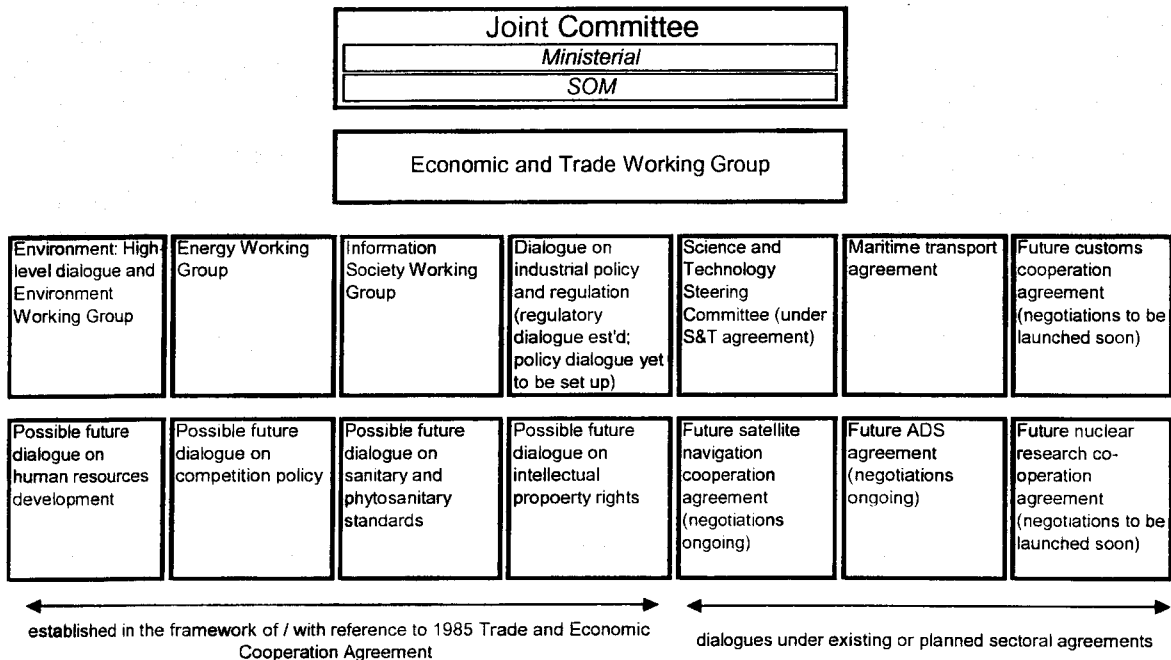 Joint Committee
Ministerial
SOM
Economic and Trade Working Group
Environment: High-
level dialogue and
Environment
Working Group
Energy Working
Group
Information
Society Working
Group
Dialogue on
industrial policy
and regulation
(regulatory
dialogue est'd;
policy dialogue yet
to be set up)
Science and
Technology
Steering
Committee (under
S&T agreement)
Maritime transport
agreement
Future customs
cooperation
agreement
(negotiations to be
launched soon)
Possible future
dialogue on
human resources
development
Possible future
dialogue on
competition policy
Possible future
dialogue on
sanitary and
phytosanitary
standards
Possible future
dialogue on
intellectual
propoerty rights
Future satellite
navigation
cooperation
agreement
(negotiations
ongoing)
Future ADS
agreement
(negotiations
ongoing)
Future nuclear
research co-
operation
agreement
(negotiations to be
launched soon)
established in the framework of / with reference to 1985 Trade and Economic
Cooperation Agreement
dialogues under existing or planned sectoral agreements